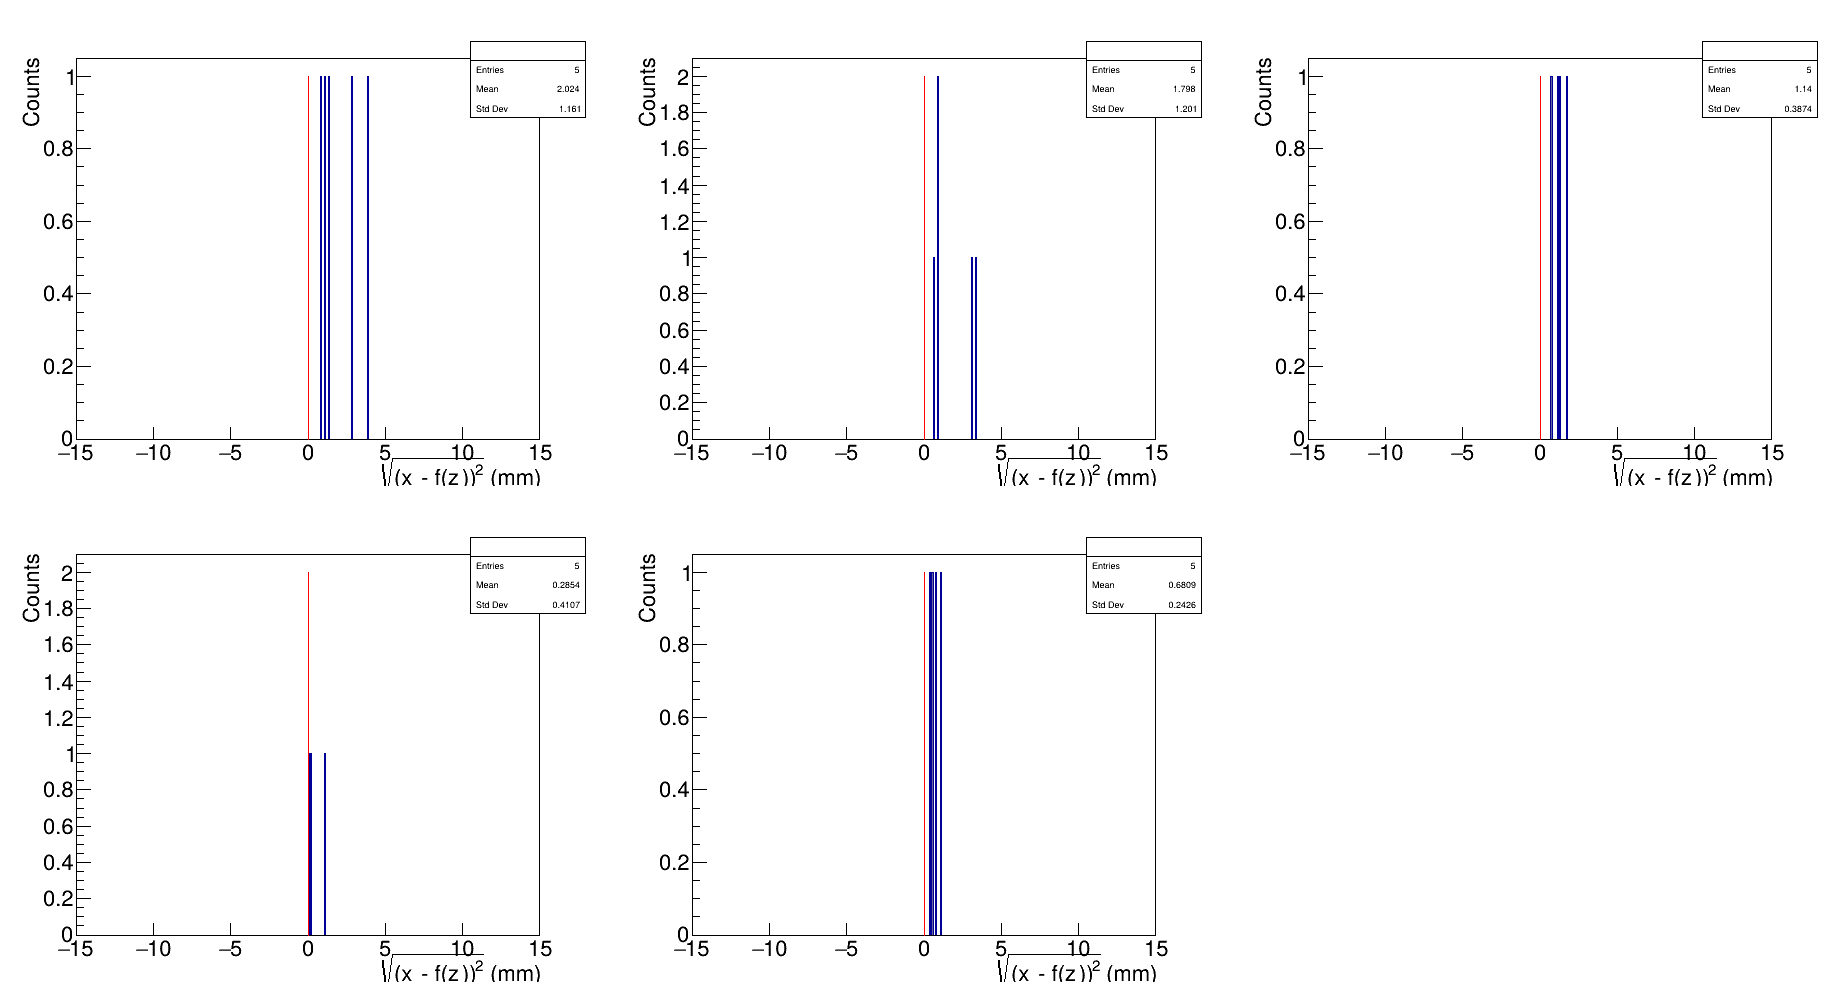 Counts
1
0.8
0.6
0.4
0.2
0
−15 −10 −5 0 5 10 15
√(x - f(z))² (mm)
Entries 5
Mean 2.024
Std Dev 1.161
Counts
2
1.8
1.6
1.4
1.2
1
0.8
0.6
0.4
0.2
0
−15 −10 −5 0 5 10 15
√(x - f(z))² (mm)
Entries 5
Mean 1.798
Std Dev 1.201
Counts
1
0.8
0.6
0.4
0.2
0
−15 −10 −5 0 5 10 15
√(x - f(z))² (mm)
Entries 5
Mean 1.14
Std Dev 0.3874
Counts
2
1.8
1.6
1.4
1.2
1
0.8
0.6
0.4
0.2
0
−15 −10 −5 0 5 10 15
√(x - f(z))² (mm)
Entries 5
Mean 0.2854
Std Dev 0.4107
Counts
1
0.8
0.6
0.4
0.2
0
−15 −10 −5 0 5 10 15
√(x - f(z))² (mm)
Entries 5
Mean 0.6809
Std Dev 0.2426